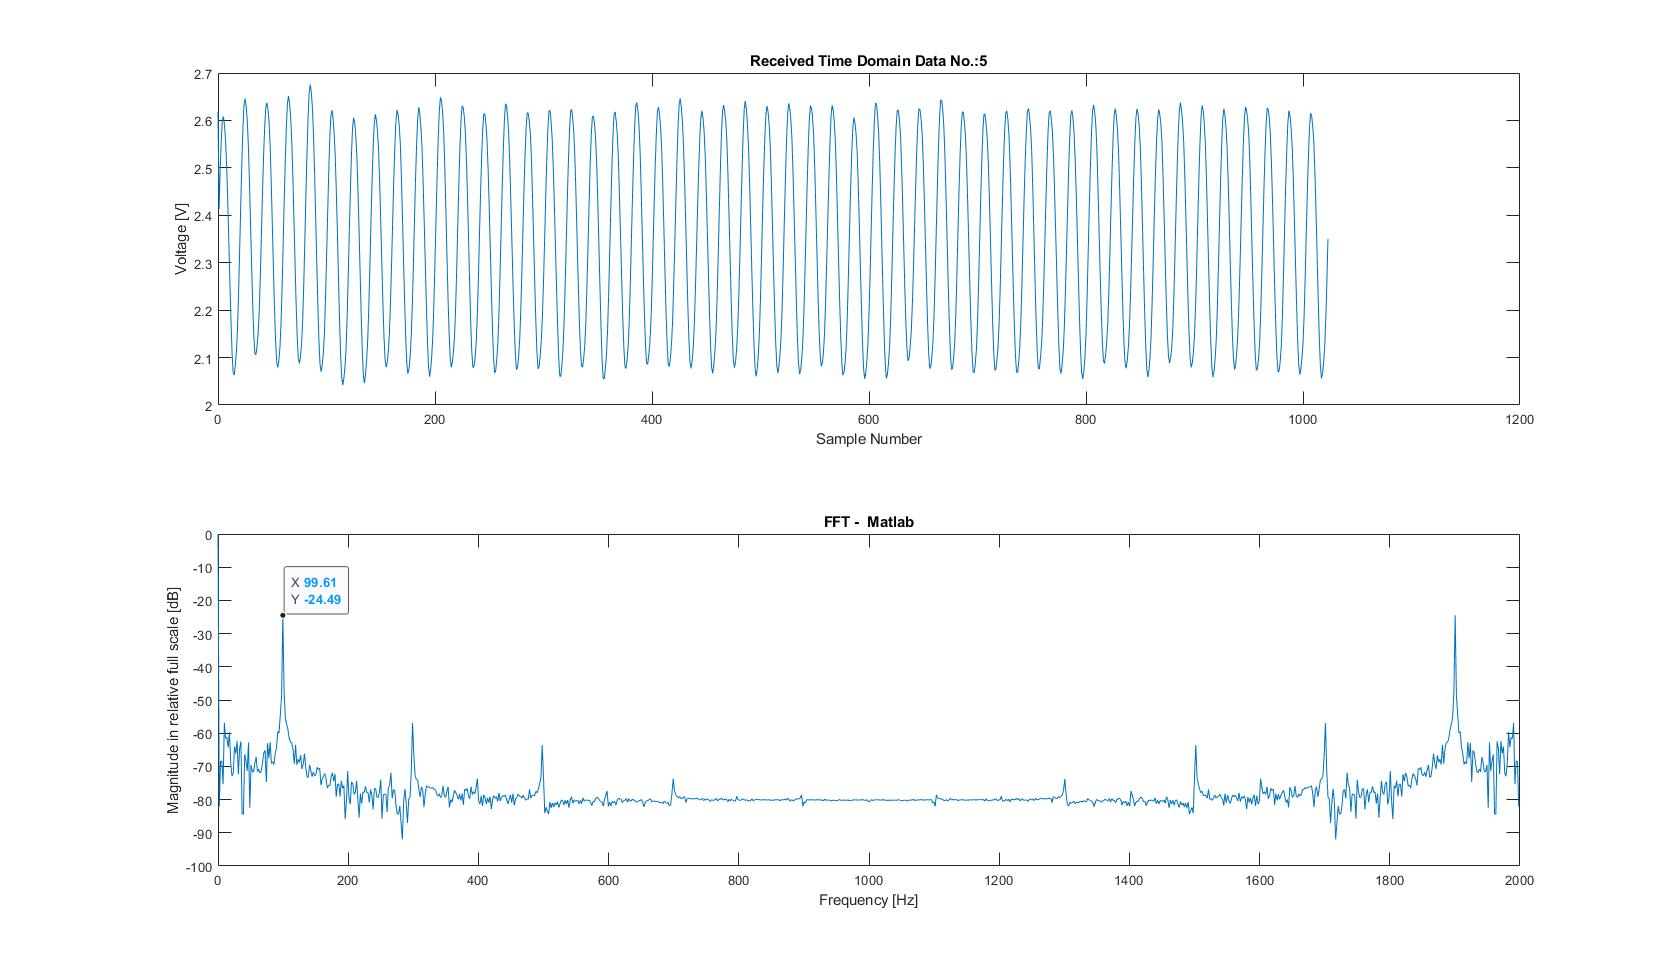 Received Time Domain Data No.:5
2.7
2.6
2.5
2.4
2.3
2.2
2.1
2
Voltage [V]
0 200 400 600 800 1000 1200
Sample Number
FFT - Matlab
0
-10
-20
-30
-40
-50
-60
-70
-80
-90
-100
Magnitude in relative full scale [dB]
X 99.61
Y -24.49
0 200 400 600 800 1000 1200 1400 1600 1800 2000
Frequency [Hz]